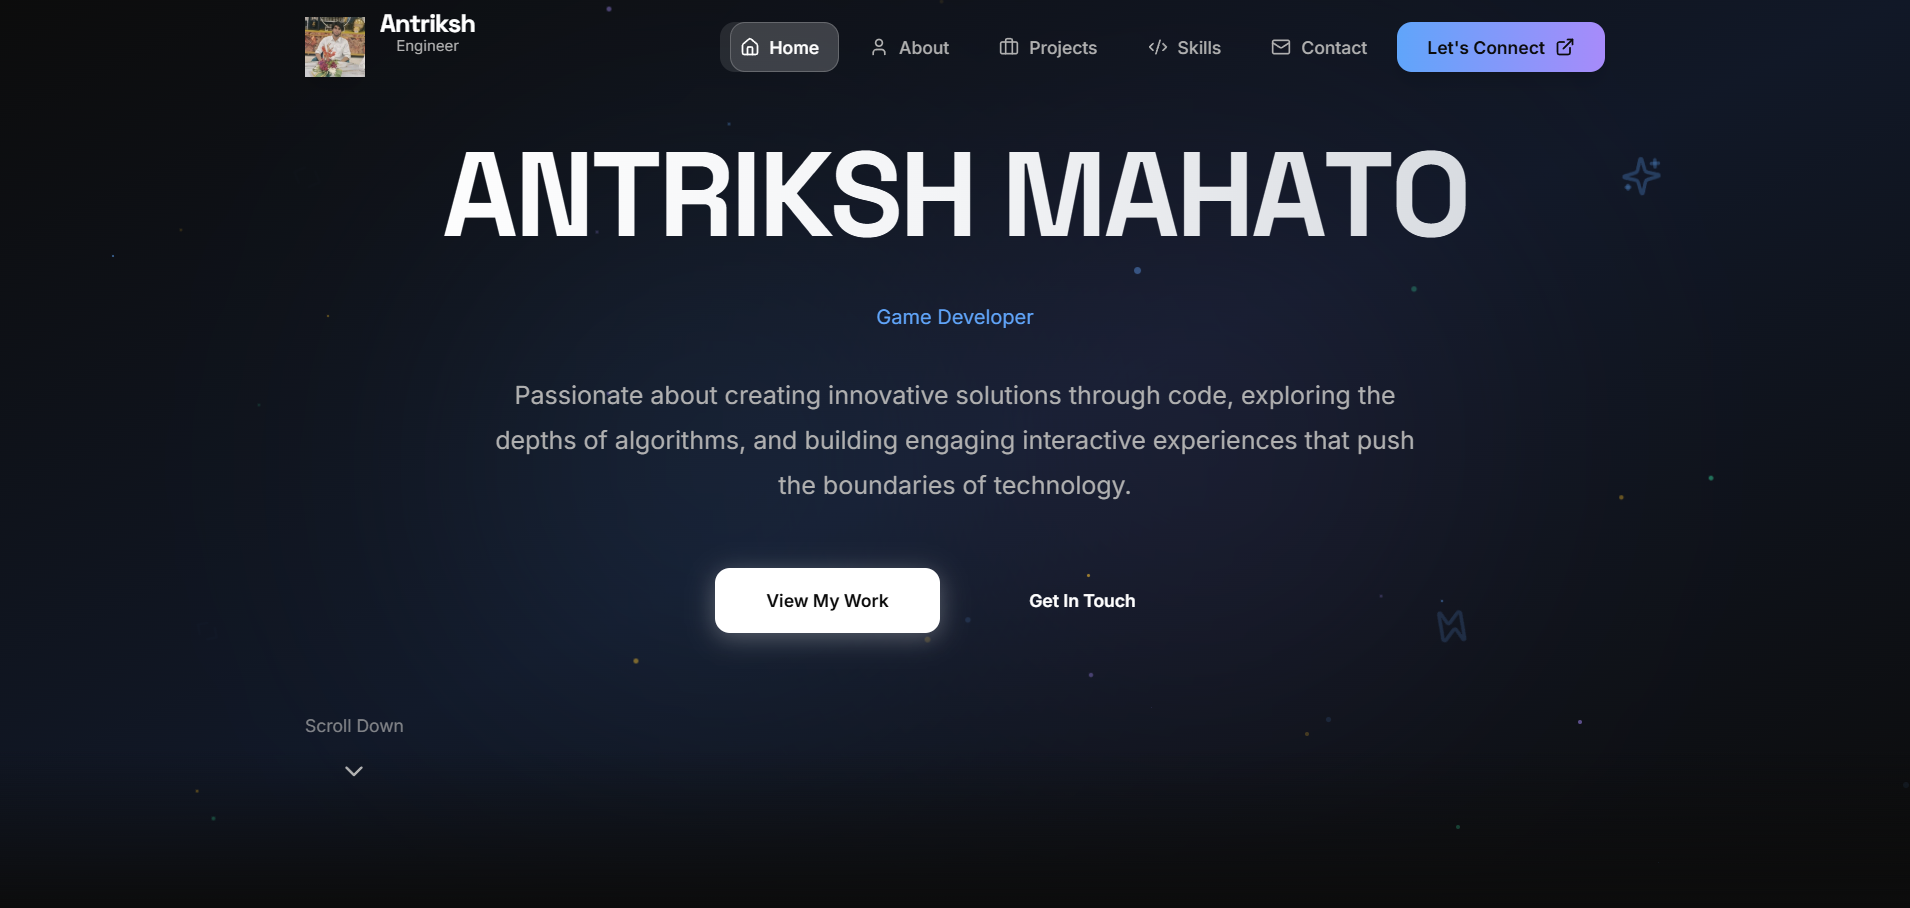 Antriksh
Engineer
Home
About
Projects
Skills
Contact
Let's Connect
ANTRIKSH MAHATO
Game Developer
Passionate about creating innovative solutions through code, exploring the
depths of algorithms, and building engaging interactive experiences that push
the boundaries of technology.
View My Work
Get In Touch
Scroll Down